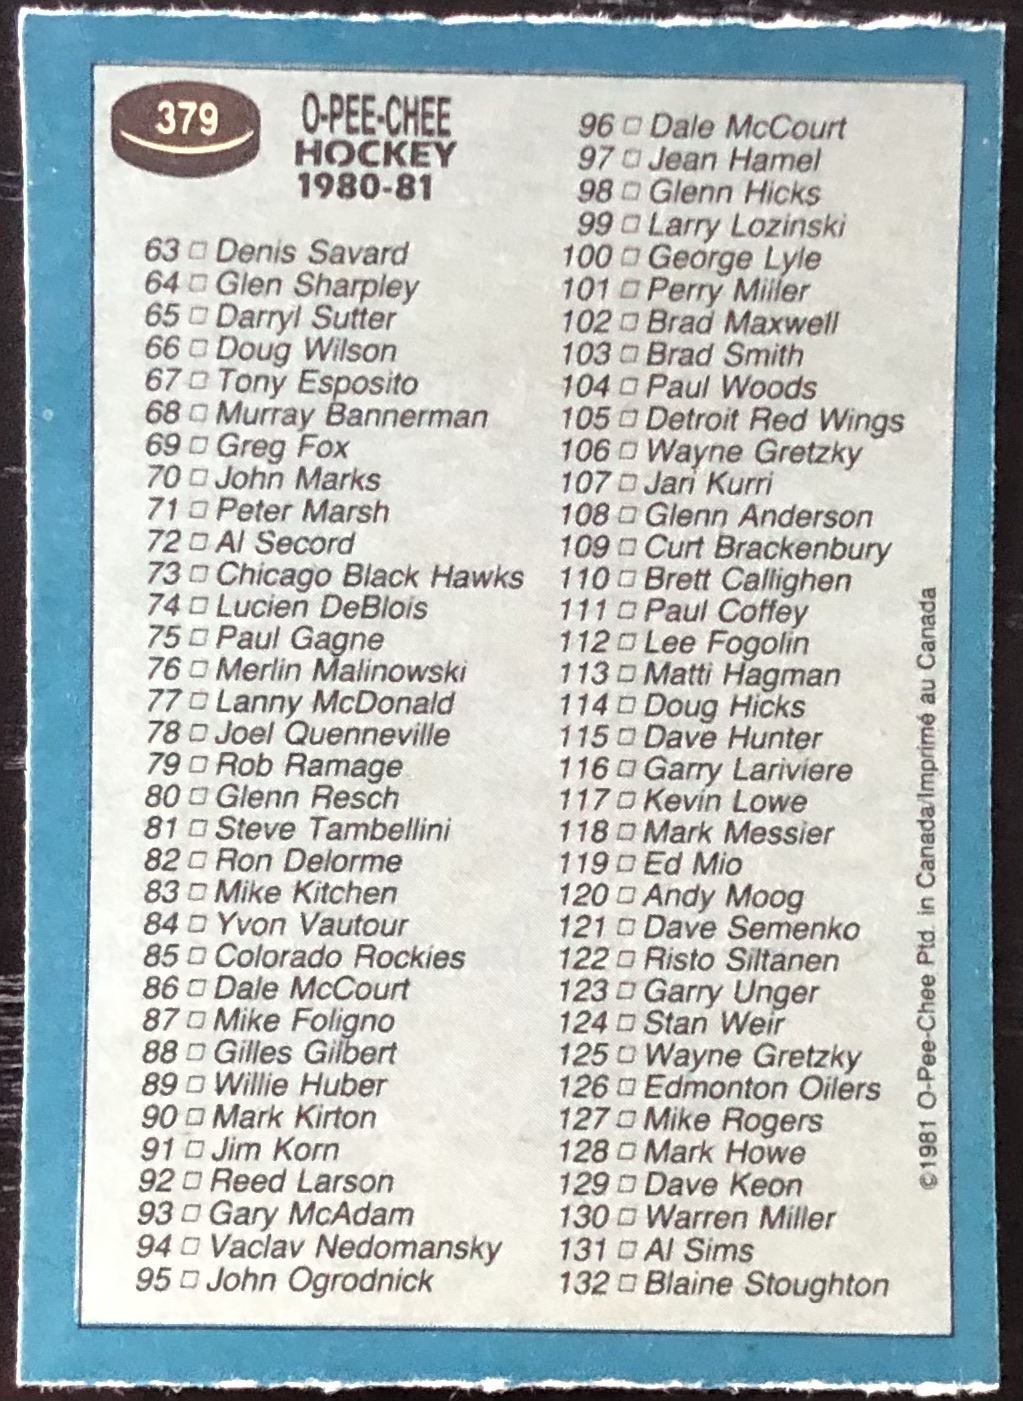 379
O-PEE-CHEE
HOCKEY
1980-81
63 □ Denis Savard
64 □ Glen Sharpley
65 □ Darryl Sutter
66 □ Doug Wilson
67 □ Tony Esposito
68 □ Murray Bannerman
69 □ Greg Fox
70 □ John Marks
71 □ Peter Marsh
72 □ Al Secord
73 □ Chicago Black Hawks
74 □ Lucien DeBlois
75 □ Paul Gagne
76 □ Merlin Malinowski
77 □ Lanny McDonald
78 □ Joel Quenneville
79 □ Rob Ramage
80 □ Glenn Resch
81 □ Steve Tambellini
82 □ Ron Delorme
83 □ Mike Kitchen
84 □ Yvon Vautour
85 □ Colorado Rockies
86 □ Dale McCourt
87 □ Mike Foligno
88 □ Gilles Gilbert
89 □ Willie Huber
90 □ Mark Kirton
91 □ Jim Korn
92 □ Reed Larson
93 □ Gary McAdam
94 □ Vaclav Nedomansky
95 □ John Ogrodnick
96 □ Dale McCourt
97 □ Jean Hamel
98 □ Glenn Hicks
99 □ Larry Lozinski
100 □ George Lyle
101 □ Perry Miller
102 □ Brad Maxwell
103 □ Brad Smith
104 □ Paul Woods
105 □ Detroit Red Wings
106 □ Wayne Gretzky
107 □ Jari Kurri
108 □ Glenn Anderson
109 □ Curt Brackenbury
110 □ Brett Callighen
111 □ Paul Coffey
112 □ Lee Fogolin
113 □ Matti Hagman
114 □ Doug Hicks
115 □ Dave Hunter
116 □ Garry Lariviere
117 □ Kevin Lowe
118 □ Mark Messier
119 □ Ed Mio
120 □ Andy Moog
121 □ Dave Semenko
122 □ Risto Siltanen
123 □ Garry Unger
124 □ Stan Weir
125 □ Wayne Gretzky
126 □ Edmonton Oilers
127 □ Mike Rogers
128 □ Mark Howe
129 □ Dave Keon
130 □ Warren Miller
131 □ Al Sims
132 □ Blaine Stoughton
©1981 O-Pee-Chee Ptd. in Canada/Imprimé au Canada